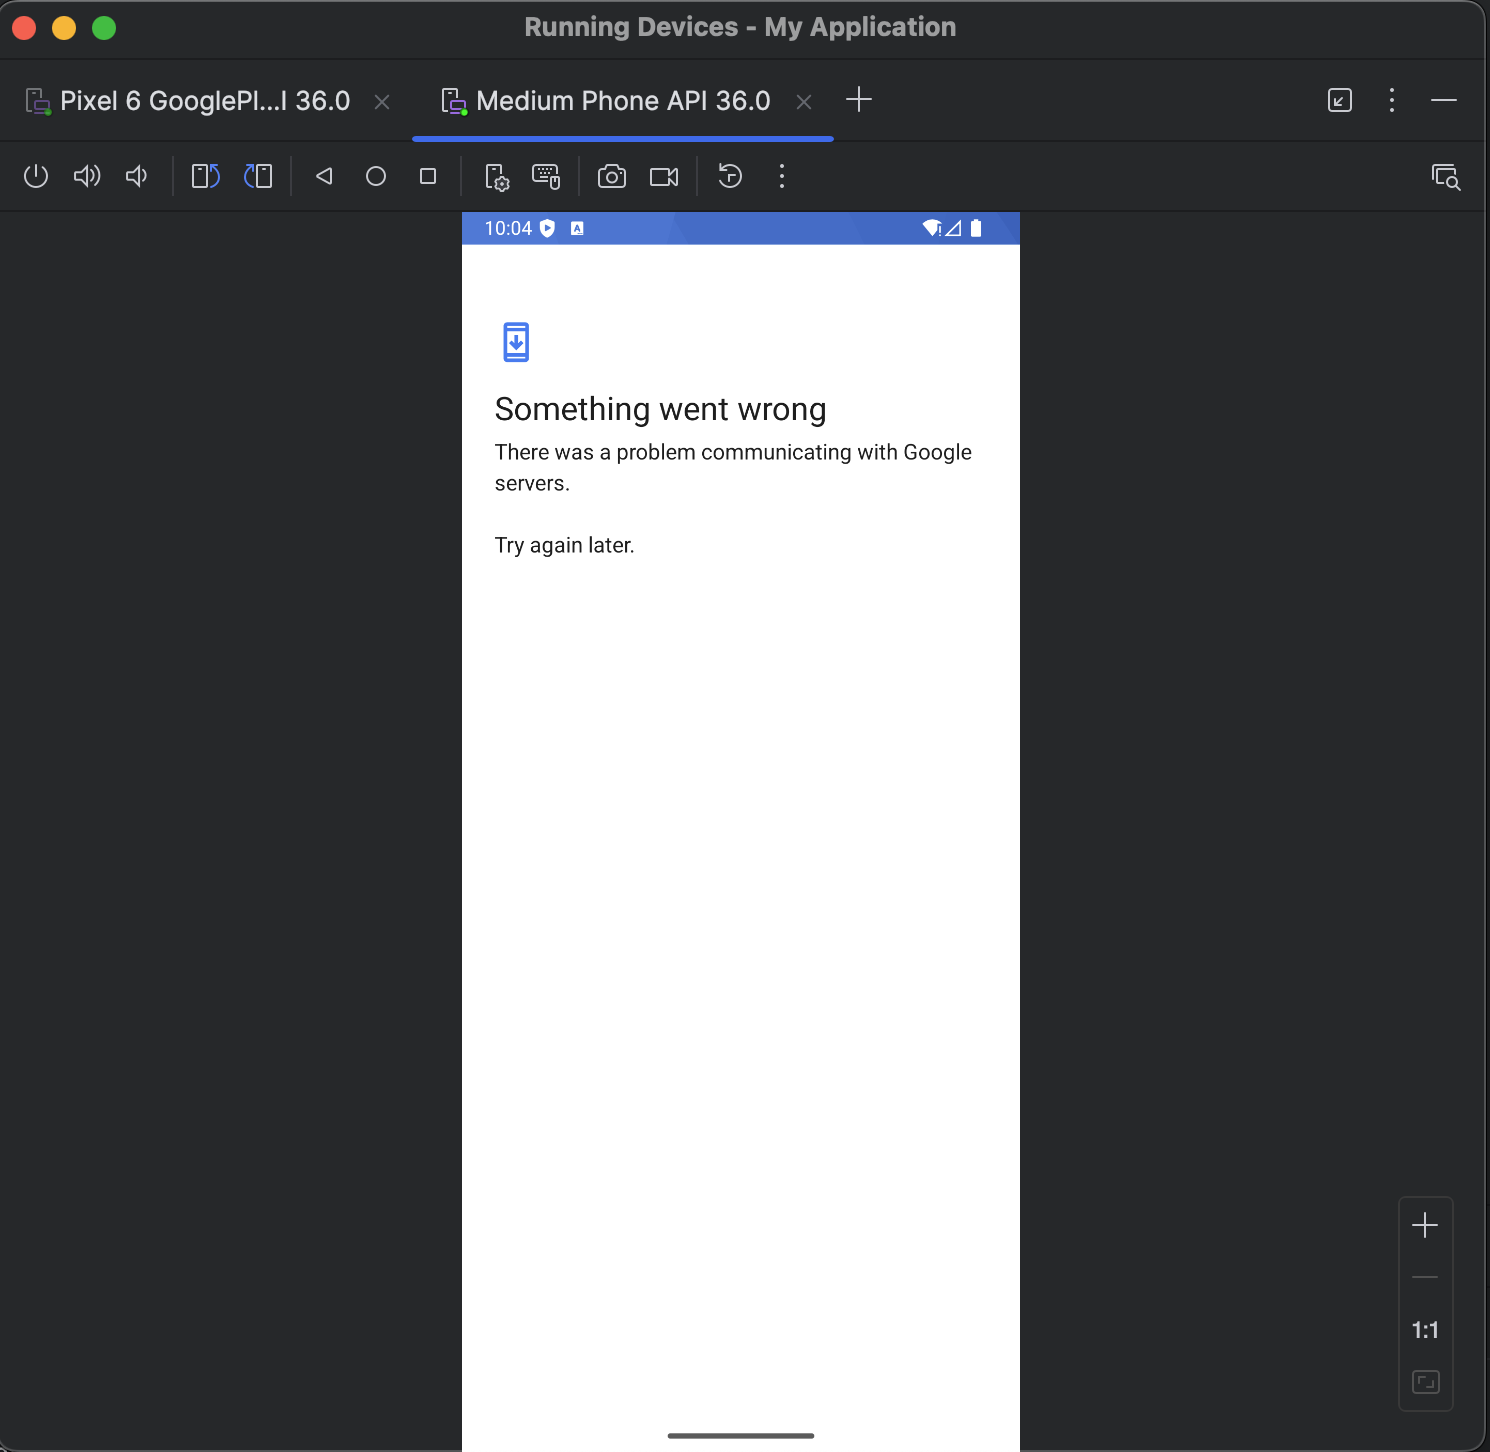 Running Devices - My Application
Pixel 6 GooglePl...I 36.0
Medium Phone API 36.0
10:04
Something went wrong
There was a problem communicating with Google
servers.
Try again later.
1:1